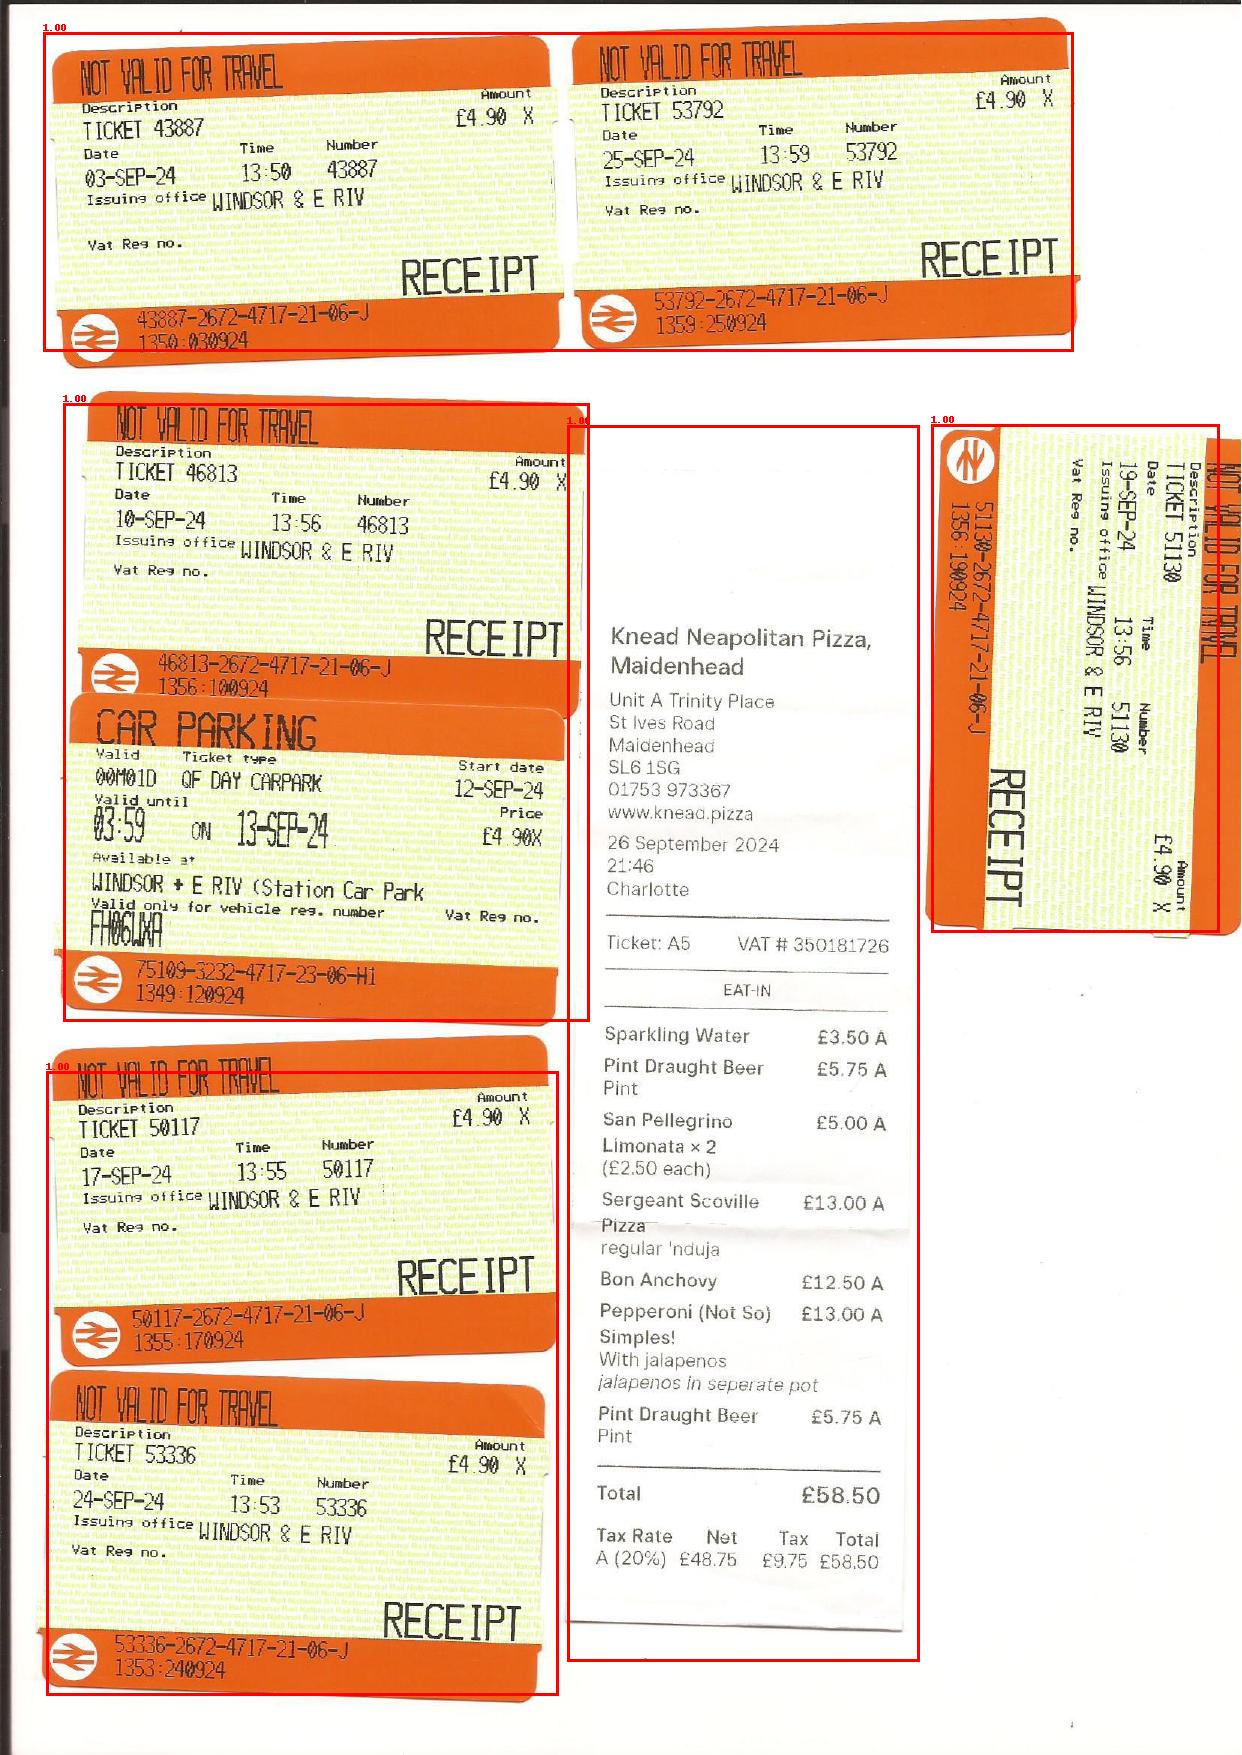 1.00
NOT VALID FOR TRAVEL
Description
Amount
TICKET 43887
£4.90 X
Date Time Number
03-SEP-24 13:50 43887
Issuing office WINDSOR & E RIV
Vat Reg no.
RECEIPT
43887-2672-4717-21-06-J
1350:030924
NOT VALID FOR TRAVEL
Description
Amount
TICKET 53792
£4.90 X
Date Time Number
25-SEP-24 13:59 53792
Issuing office WINDSOR & E RIV
Vat Reg no.
RECEIPT
53792-2672-4717-21-06-J
1359:250924
1.00
NOT VALID FOR TRAVEL
Description
Amount
TICKET 46813
£4.90 X
Date Time Number
10-SEP-24 13:56 46813
Issuing office WINDSOR & E RIV
Vat Reg no.
RECEIPT
46813-2672-4717-21-06-J
1356:100924
CAR PARKING
Valid Ticket type Start date
00M01D QF DAY CARPARK 12-SEP-24
Valid until Price
03:59 ON 13-SEP-24 £4.90X
Available at
WINDSOR + E RIV (Station Car Park
Valid only for vehicle reg. number Vat Reg no.
FH06WXA
75109-3232-4717-23-06-H1
1349:120924
1.00
NOT VALID FOR TRAVEL
Description
Amount
TICKET 50117
£4.90 X
Date Time Number
17-SEP-24 13:55 50117
Issuing office WINDSOR & E RIV
Vat Reg no.
RECEIPT
50117-2672-4717-21-06-J
1355:170924
NOT VALID FOR TRAVEL
Description
Amount
TICKET 53336
£4.90 X
Date Time Number
24-SEP-24 13:53 53336
Issuing office WINDSOR & E RIV
Vat Reg no.
RECEIPT
53336-2672-4717-21-06-J
1353:240924
1.00
Knead Neapolitan Pizza,
Maidenhead
Unit A Trinity Place
St Ives Road
Maidenhead
SL6 1SG
01753 973367
www.knead.pizza
26 September 2024
21:46
Charlotte
Ticket: A5 VAT # 350181726
EAT-IN
Sparkling Water £3.50 A
Pint Draught Beer £5.75 A
Pint
San Pellegrino £5.00 A
Limonata × 2
(£2.50 each)
Sergeant Scoville £13.00 A
Pizza
regular 'nduja
Bon Anchovy £12.50 A
Pepperoni (Not So) £13.00 A
Simples!
With jalapenos
jalapenos in seperate pot
Pint Draught Beer £5.75 A
Pint
Total £58.50
Tax Rate Net Tax Total
A (20%) £48.75 £9.75 £58.50
1.00
NOT VALID FOR TRAVEL
NOT VALID FOR TRAVEL
Description
Amount
TICKET 51130
£4.90 X
Date Time Number
19-SEP-24 13:56 51130
Issuing office WINDSOR & E RIV
Vat Reg no.
RECEIPT
51130-2672-4717-21-06-J
1356:190924